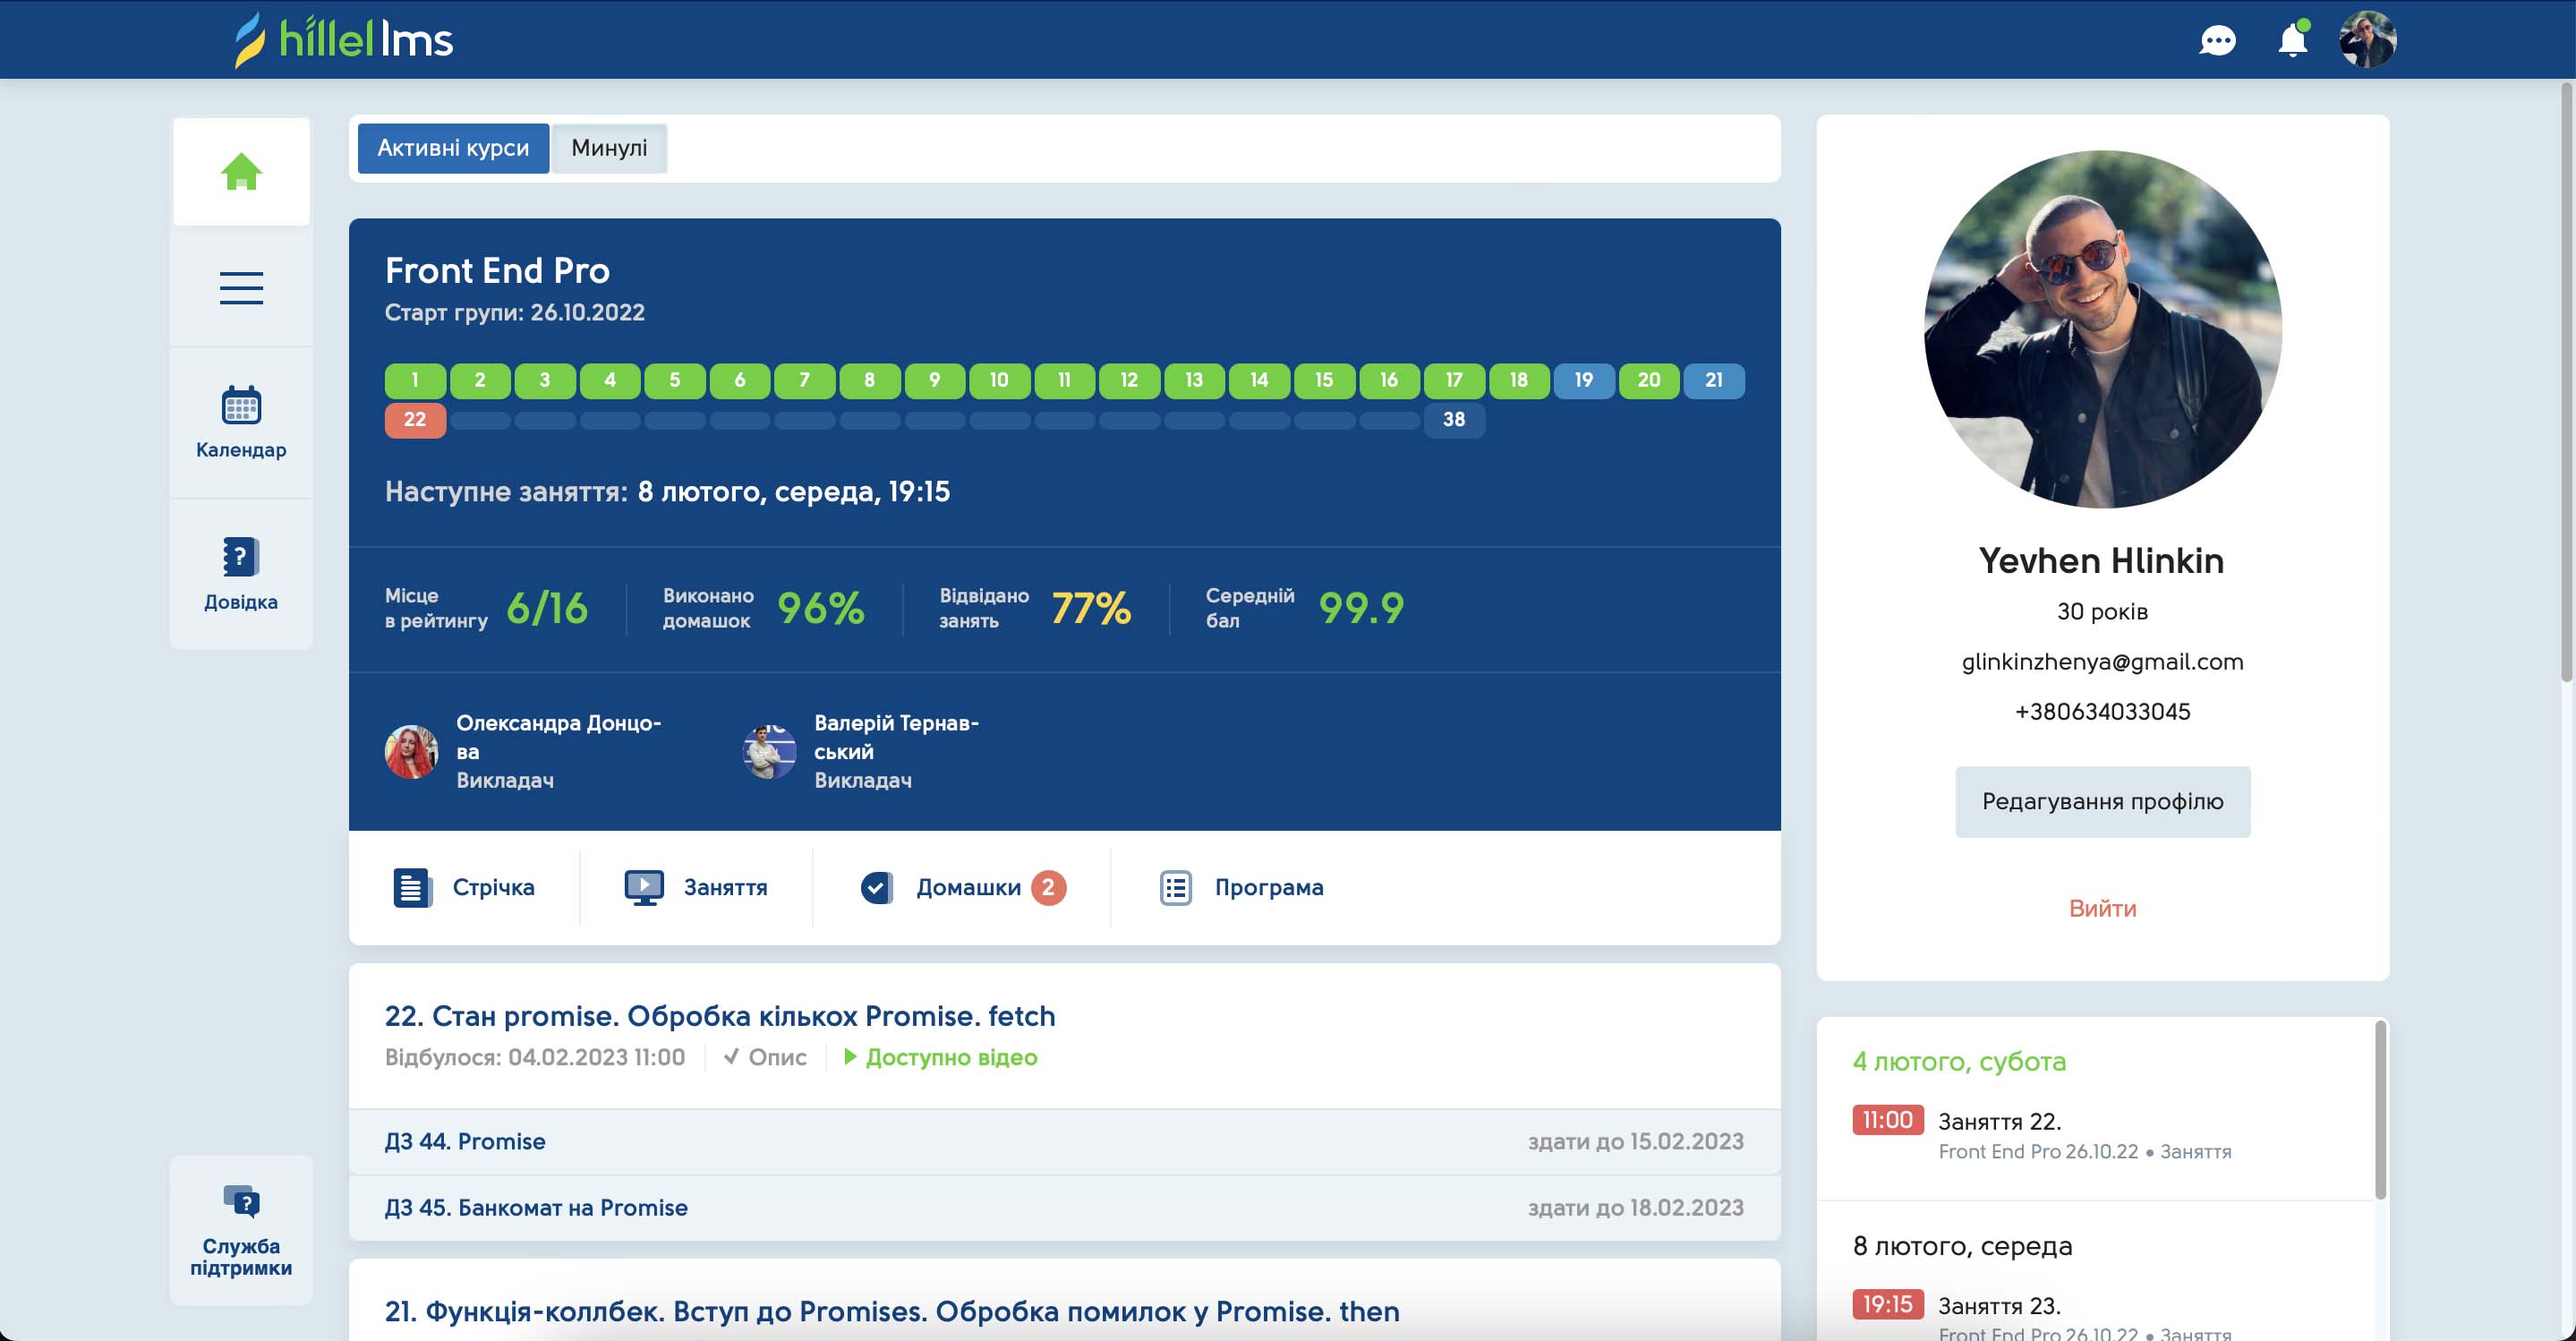 hillel lms
Активні курси
Минулі
Календар
Довідка
Служба
підтримки
Front End Pro
Старт групи: 26.10.2022
1 2 3 4 5 6 7 8 9 10 11 12 13 14 15 16 17 18 19 20 21
22 38
Наступне заняття: 8 лютого, середа, 19:15
Місце
в рейтингу
6/16
Виконано
домашок
96%
Відвідано
занять
77%
Середній
бал
99.9
Олександра Донцо-
ва
Викладач
Валерій Тернав-
ський
Викладач
Стрічка
Заняття
Домашки 2
Програма
22. Стан promise. Обробка кількох Promise. fetch
Відбулося: 04.02.2023 11:00 Опис Доступно відео
ДЗ 44. Promise здати до 15.02.2023
ДЗ 45. Банкомат на Promise здати до 18.02.2023
21. Функція-коллбек. Вступ до Promises. Обробка помилок у Promise. then
Yevhen Hlinkin
30 років
glinkinzhenya@gmail.com
+380634033045
Редагування профілю
Вийти
4 лютого, субота
11:00 Заняття 22.
Front End Pro 26.10.22 • Заняття
8 лютого, середа
19:15 Заняття 23.
Front End Pro 26.10.22 • Заняття